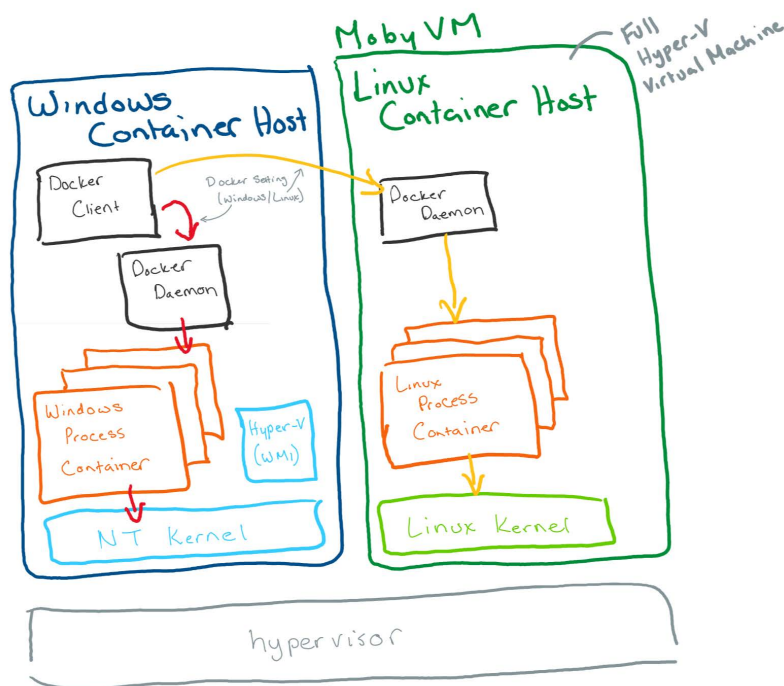 Moby VM
Full
Hyper-V
Virtual Machine
Windows
Container Host
Linux
Container Host
Docker
Client
Docker Setting
(Windows/Linux)
Docker
Daemon
Docker
Daemon
Windows
Process
Container
Hyper-V
(WMI)
Linux
Process
Container
NT Kernel
Linux Kernel
hypervisor